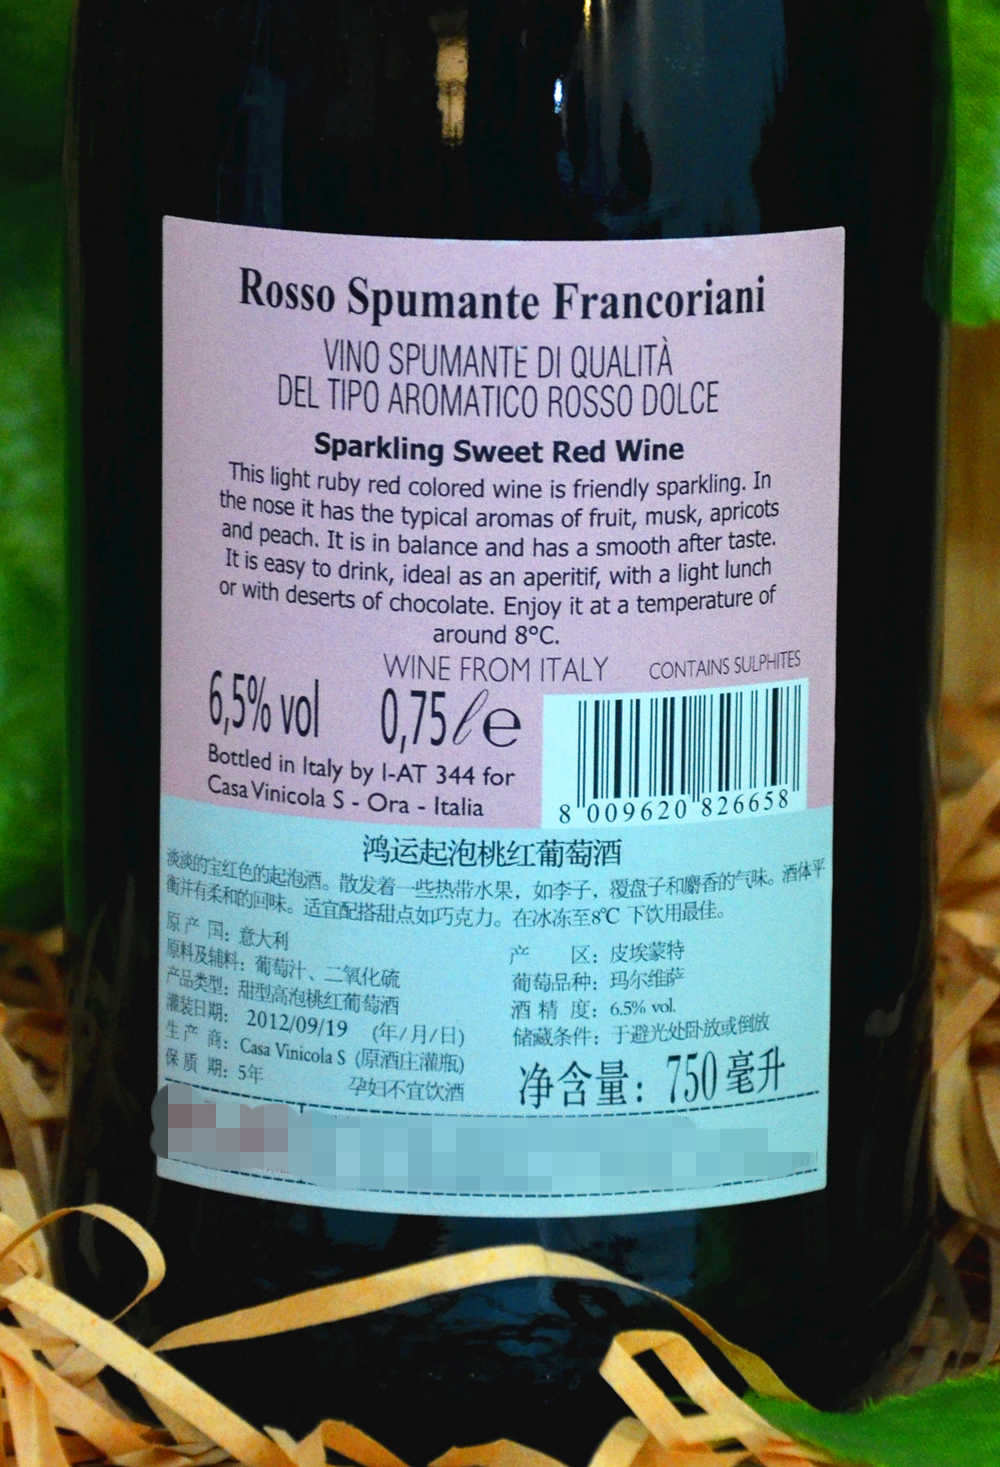 Rosso Spumante Francoriani
VINO SPUMANTE DI QUALITÀ
DEL TIPO AROMATICO ROSSO DOLCE
Sparkling Sweet Red Wine
This light ruby red colored wine is friendly sparkling. In
the nose it has the typical aromas of fruit, musk, apricots
and peach. It is in balance and has a smooth after taste.
It is easy to drink, ideal as an aperitif, with a light lunch
or with deserts of chocolate. Enjoy it at a temperature of
around 8°C.
WINE FROM ITALY CONTAINS SULPHITES
6,5% vol 0,75ℓe
Bottled in Italy by I-AT 344 for
Casa Vinicola S - Ora - Italia
8 009620 826658
鸿运起泡桃红葡萄酒
淡淡的宝红色的起泡酒。散发着一些热带水果，如李子，覆盘子和麝香的气味。酒体平
衡并有柔和的回味。适宜配搭甜点如巧克力。在冰冻至8℃ 下饮用最佳。
原产国：意大利
原料及辅料：葡萄汁、二氧化硫
产品类型：甜型高泡桃红葡萄酒
灌装日期： 2012/09/19 (年/月/日)
生产商：Casa Vinicola S (原酒庄灌瓶)
保质期：5年 孕妇不宜饮酒
产区：皮埃蒙特
葡萄品种：玛尔维萨
酒精度：6.5% vol.
储藏条件：于避光处卧放或倒放
净含量：750毫升